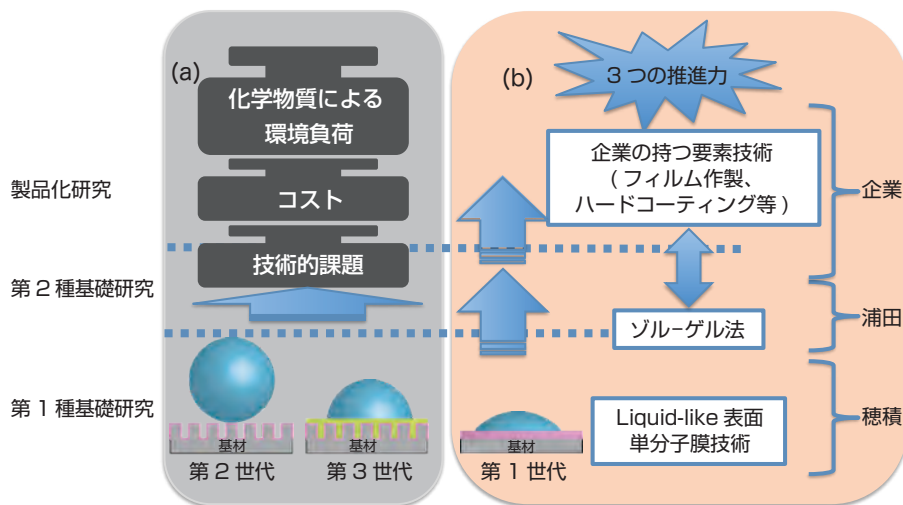 (a)
化学物質による
環境負荷
コスト
技術的課題
製品化研究
第2種基礎研究
第1種基礎研究
基材
第2世代
基材
第3世代
(b)
3つの推進力
企業の持つ要素技術
(フィルム作製、
ハードコーティング等)
ゾル−ゲル法
Liquid-like 表面
単分子膜技術
基材
第1世代
企業
浦田
穂積